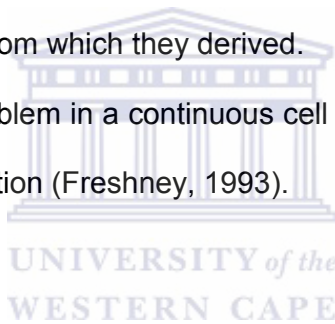 om which they derived.
blem in a continuous cell
tion (Freshney, 1993).
UNIVERSITY of the
WESTERN CAPE